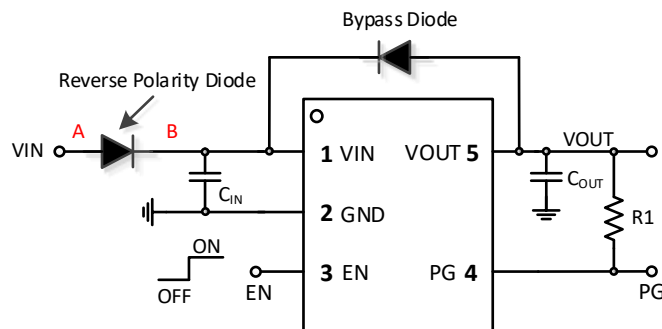 Bypass Diode
Reverse Polarity Diode
VIN A B
1 VIN VOUT 5 VOUT
CIN COUT
2 GND R1
ON
OFF
EN 3 EN PG 4 PG